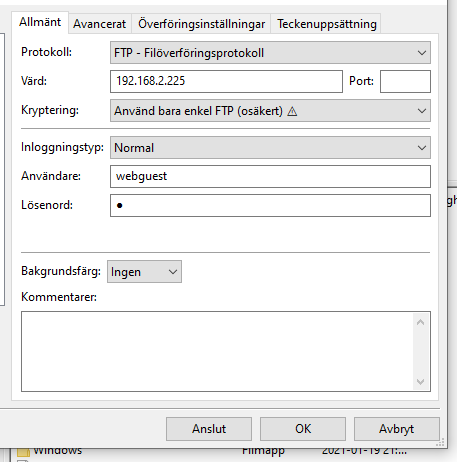 Allmänt Avancerat Överföringsinställningar Teckenuppsättning
Protokoll: FTP - Filöverföringsprotokoll
Värd: 192.168.2.225 Port:
Kryptering: Använd bara enkel FTP (osäkert) ⚠
Inloggningstyp: Normal
Användare: webguest
Lösenord: ●
Bakgrundsfärg: Ingen
Kommentarer:
Anslut OK Avbryt
Windows Filmapp 2021-01-19 21:...